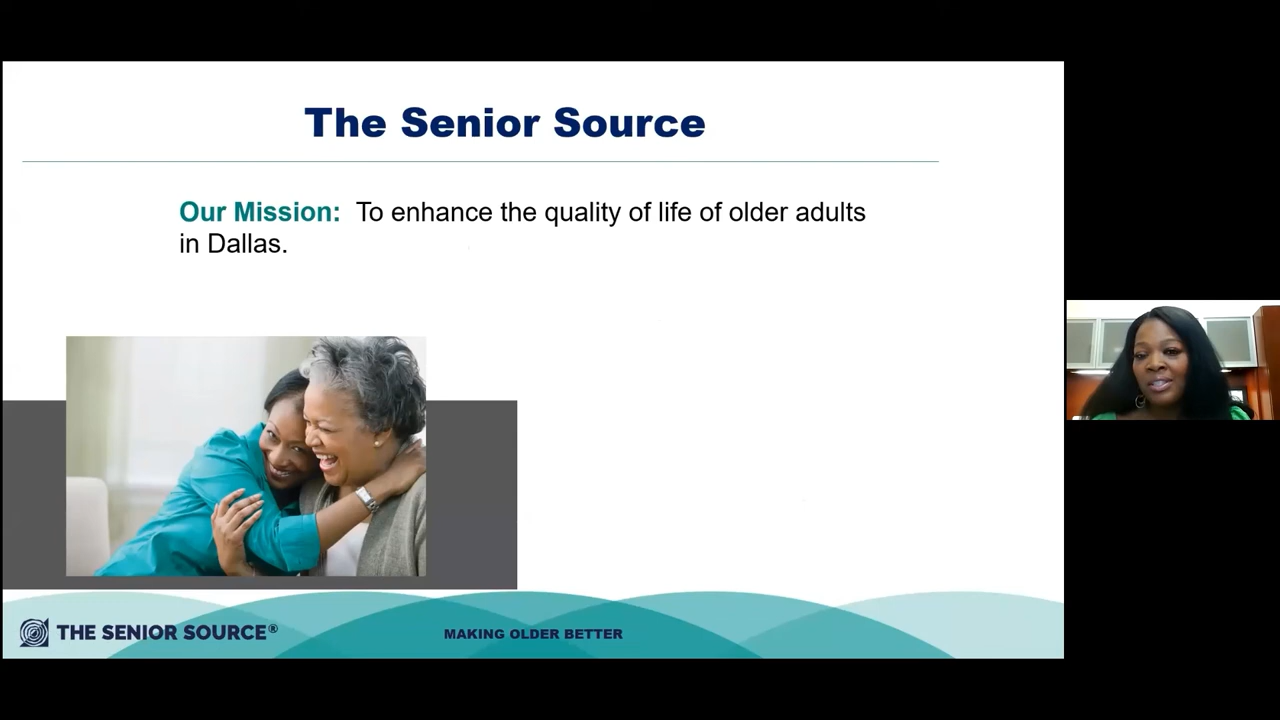 The Senior Source
Our Mission: To enhance the quality of life of older adults
in Dallas.
THE SENIOR SOURCE®
MAKING OLDER BETTER